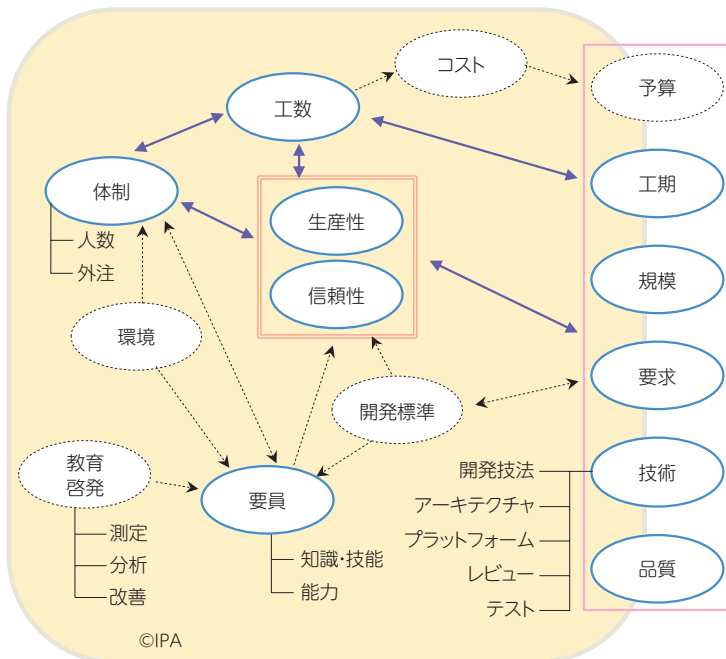 コスト
予算
工数
工期
体制
人数
外注
生産性
信頼性
規模
環境
要求
開発標準
教育
啓発
測定
分析
改善
要員
知識・技能
能力
技術
開発技法
アーキテクチャ
プラットフォーム
レビュー
テスト
品質
©IPA